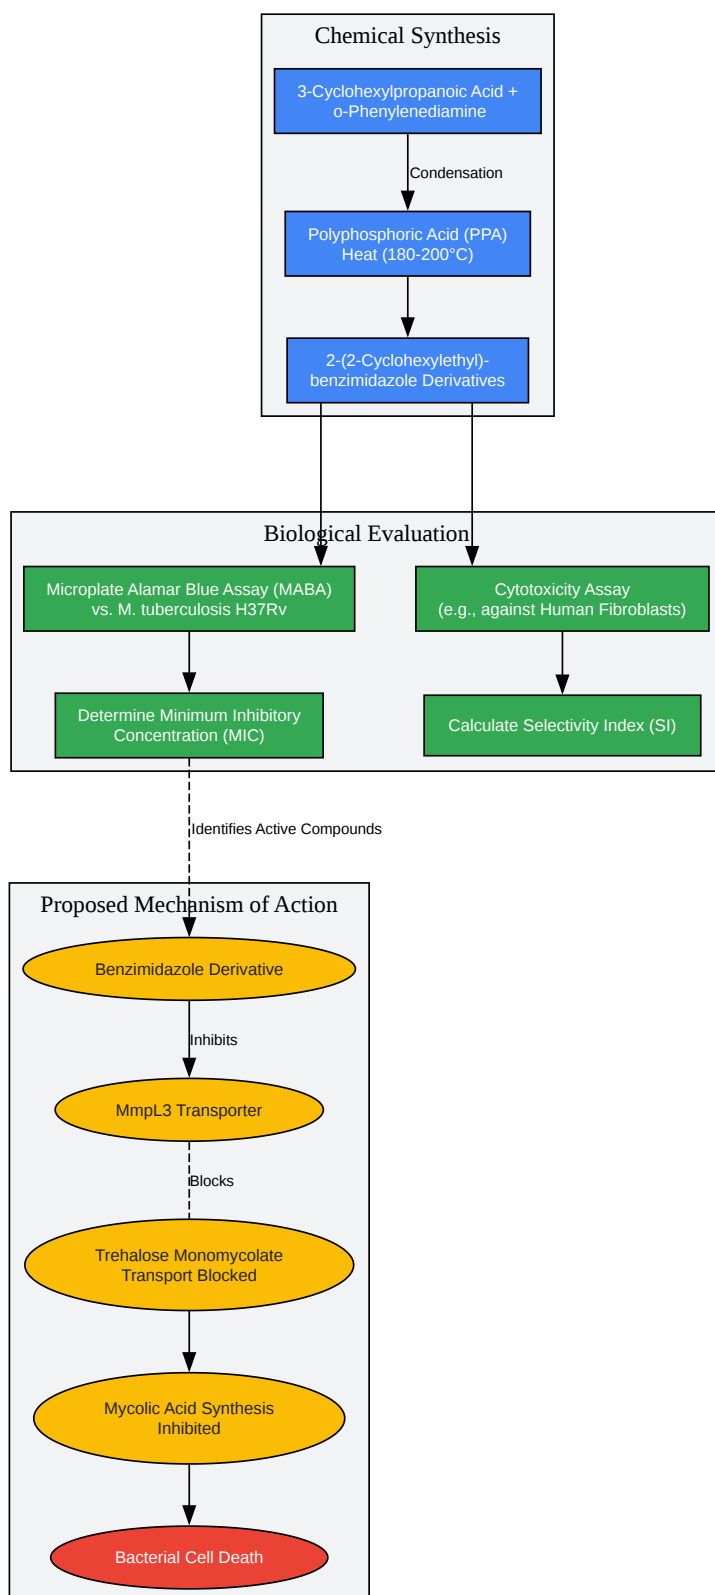 Chemical Synthesis
3-Cyclohexylpropanoic Acid +
o-Phenylenediamine
Condensation
Polyphosphoric Acid (PPA)
Heat (180-200°C)
2-(2-Cyclohexylethyl)-
benzimidazole Derivatives
Biological Evaluation
Microplate Alamar Blue Assay (MABA)
vs. M. tuberculosis H37Rv
Cytotoxicity Assay
(e.g., against Human Fibroblasts)
Determine Minimum Inhibitory
Concentration (MIC)
Calculate Selectivity Index (SI)
Identifies Active Compounds
Proposed Mechanism of Action
Benzimidazole Derivative
Inhibits
MmpL3 Transporter
Blocks
Trehalose Monomycolate
Transport Blocked
Mycolic Acid Synthesis
Inhibited
Bacterial Cell Death